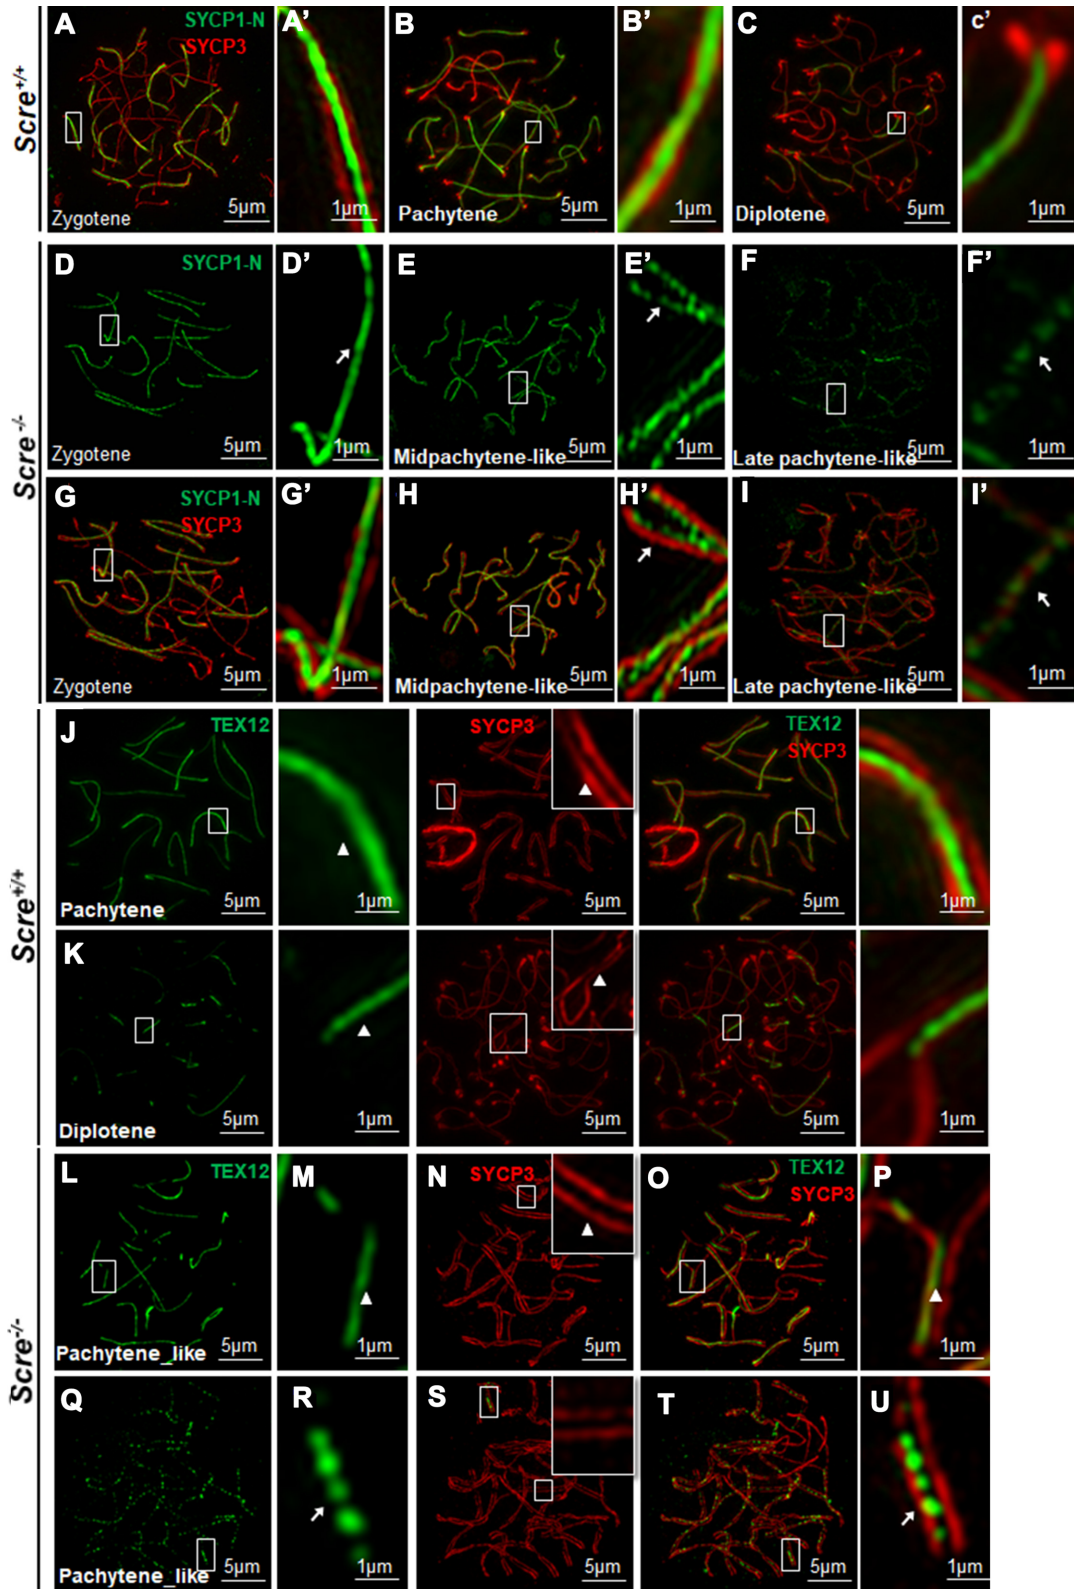 Scre+/+
A SYCP1-N A' B B' C c'
SYCP3
Zygotene 5µm 1µm Pachytene 5µm 1µm Diplotene 5µm 1µm
Scre-/-
D SYCP1-N D' E E' F F'
Zygotene 5µm 1µm Midpachytene-like 5µm 1µm Late pachytene-like 5µm 1µm
G SYCP1-N G' H H' I I'
SYCP3
Zygotene 5µm 1µm Midpachytene-like 5µm 1µm Late pachytene-like 5µm 1µm
Scre+/+
J TEX12 SYCP3 TEX12
SYCP3
Pachytene 5µm 1µm 5µm 5µm 1µm
K
Diplotene 5µm 1µm 5µm 5µm 1µm
Scre-/-
L TEX12 M N SYCP3 O TEX12 P
SYCP3
Pachytene_like 5µm 1µm 5µm 5µm 1µm
Q R S T U
Pachytene_like 5µm 1µm 5µm 5µm 1µm